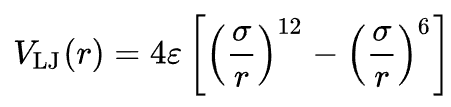 V_LJ(r) = 4ε [ (σ/r)^12 − (σ/r)^6 ]